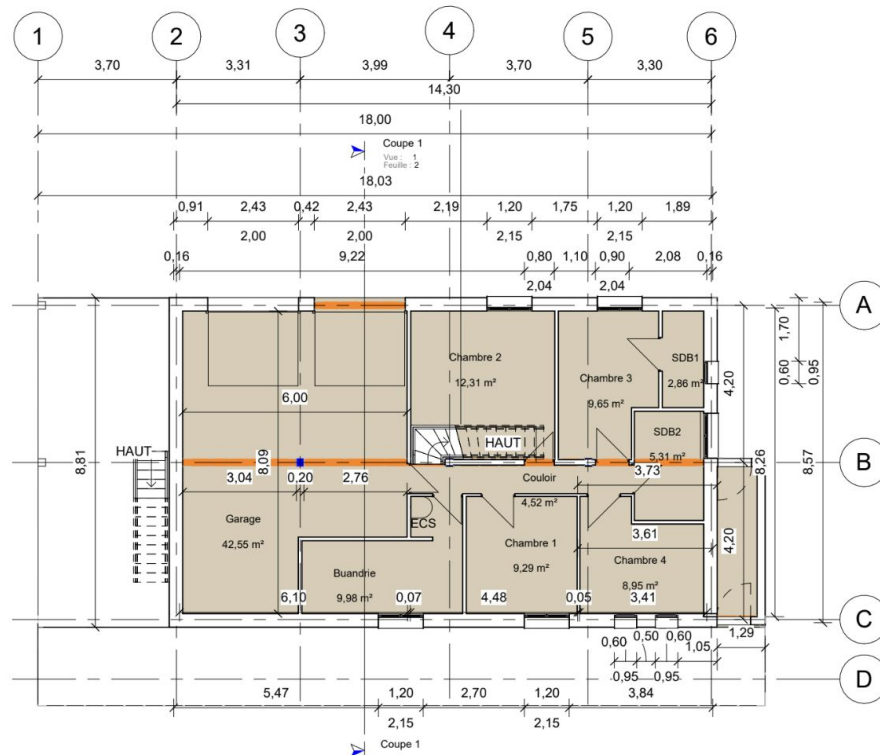 1 2 3 4 5 6
3,70 3,31 3,99 3,70 3,30
14,30
18,00
Coupe 1
Vue : 1
Feuille : 2
18,03
0,91 2,43 0,42 2,43 2,19 1,20 1,75 1,20 1,89
2,00 2,00 2,15 2,15
0,16 9,22 0,80 1,10 0,90 2,08 0,16
2,04 2,04
A
1,70
0,60
0,95
4,20
Chambre 2
12,31 m²
Chambre 3
9,65 m²
SDB1
2,86 m²
6,00
HAUT
HAUT
SDB2
5,31 m²
B
8,81
8,09
3,04 0,20 2,76
3,73
8,26
8,57
Couloir
4,52 m²
Garage
42,55 m²
ECS
Chambre 1
9,29 m²
3,61
4,20
Chambre 4
8,95 m²
Buandrie
9,98 m²
6,10 0,07 4,48 0,05 3,41
C
0,60 0,50 0,60
1,05
1,29
0,95 0,95
D
5,47 1,20 2,70 1,20 3,84
2,15 2,15
Coupe 1